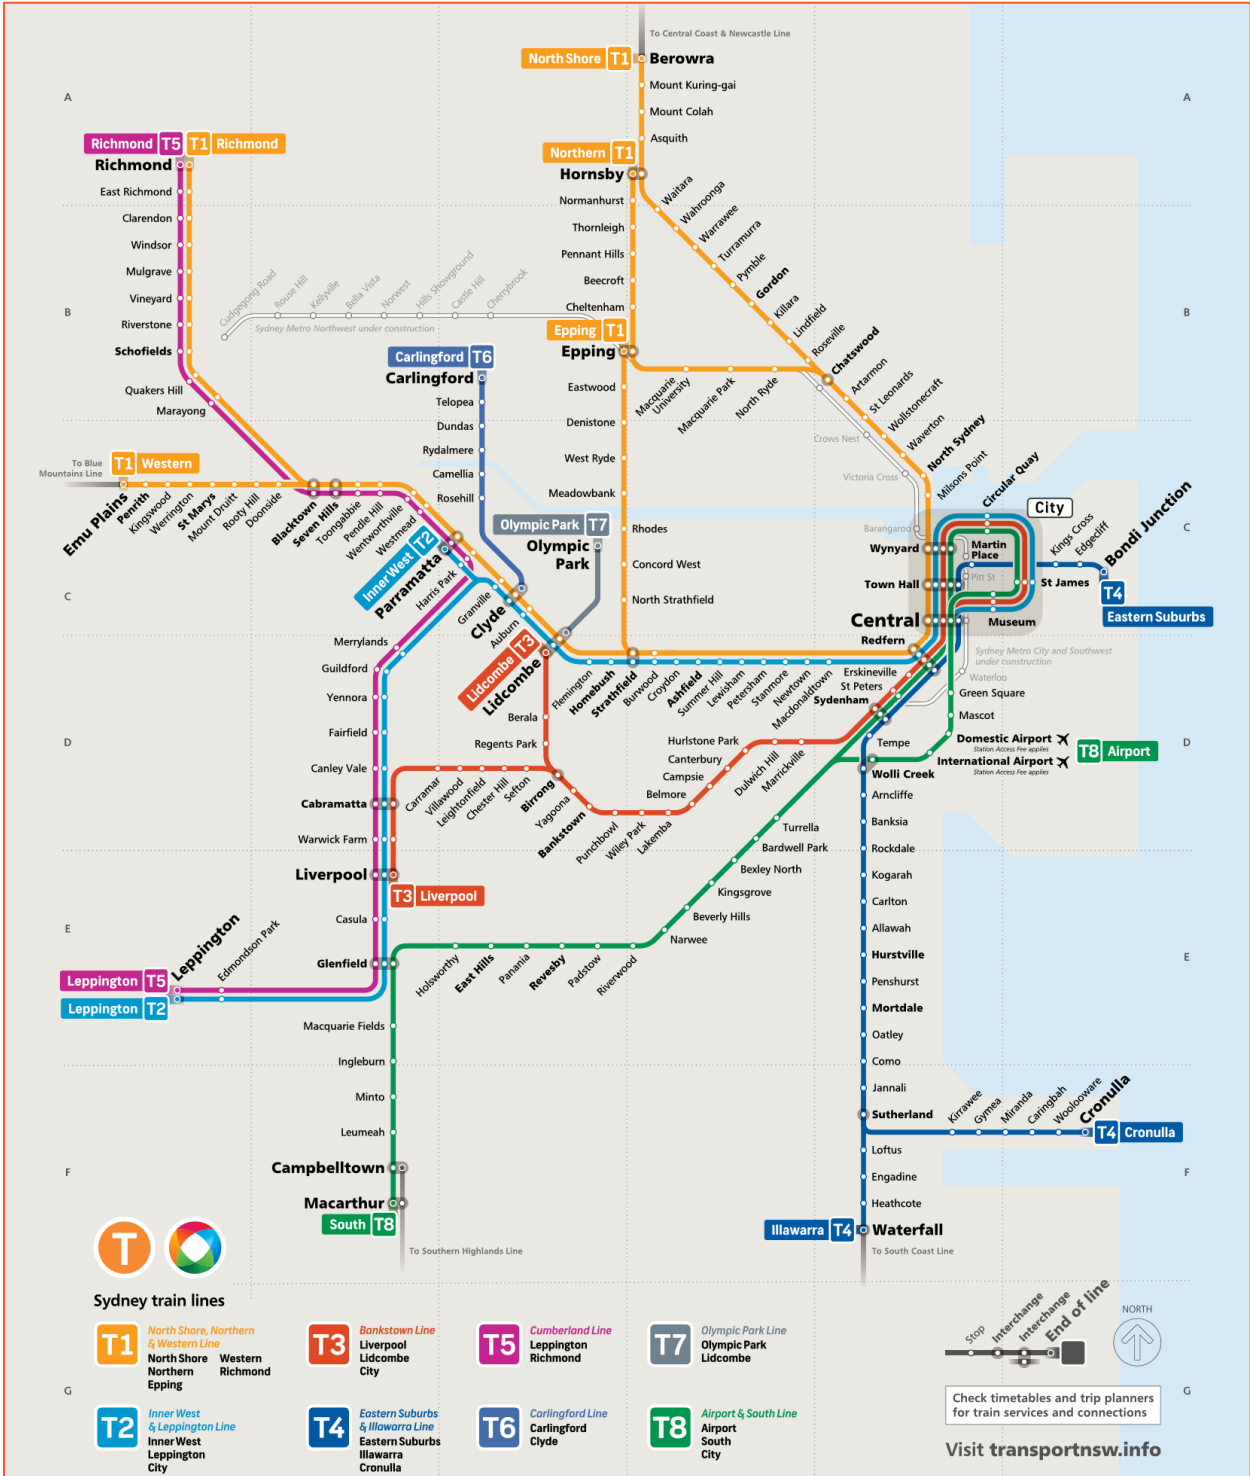 To Central Coast & Newcastle Line
North Shore T1
Berowra
Mount Kuring-gai
Mount Colah
Asquith
A
A
Richmond T5
T1 Richmond
Richmond
East Richmond
Clarendon
Windsor
Mulgrave
Vineyard
Riverstone
Schofields
Quakers Hill
Marayong
Northern T1
Hornsby
Normanhurst
Thornleigh
Pennant Hills
Beecroft
Cheltenham
Epping T1
Epping
Waitara
Wahroonga
Warrawee
Turramurra
Pymble
Gordon
Killara
Lindfield
Roseville
Chatswood
Artarmon
St Leonards
Wollstonecraft
Waverton
North Sydney
Milsons Point
B
B
Cudgegong Road
Rouse Hill
Kellyville
Bella Vista
Norwest
Hills Showground
Castle Hill
Cherrybrook
Sydney Metro Northwest under construction
Macquarie
University
Macquarie Park
North Ryde
Crows Nest
Victoria Cross
Barangaroo
Carlingford T6
Carlingford
Telopea
Dundas
Rydalmere
Camellia
Rosehill
Eastwood
Denistone
West Ryde
Meadowbank
Rhodes
Concord West
North Strathfield
Olympic Park T7
Olympic
Park
To Blue
Mountains Line
T1 Western
Emu Plains
Penrith
Kingswood
Werrington
St Marys
Mount Druitt
Rooty Hill
Doonside
Blacktown
Seven Hills
Toongabbie
Pendle Hill
Wentworthville
Westmead
Inner West T2
Parramatta
Harris Park
Granville
Clyde
Auburn
Lidcombe T3
Lidcombe
C
C
C
Circular Quay
City
Wynyard
Martin
Place
Pitt St
Town Hall
St James
Central
Museum
Redfern
Kings Cross
Edgecliff
Bondi Junction
T4
Eastern Suburbs
Sydney Metro City and Southwest
under construction
Waterloo
Flemington
Homebush
Strathfield
Burwood
Croydon
Ashfield
Summer Hill
Lewisham
Petersham
Stanmore
Newtown
Macdonaldtown
Erskineville
St Peters
Sydenham
Green Square
Mascot
Domestic Airport
Station Access Fee applies
International Airport
Station Access Fee applies
T8 Airport
D
D
Merrylands
Guildford
Yennora
Fairfield
Canley Vale
Cabramatta
Warwick Farm
Liverpool
Casula
Glenfield
T3 Liverpool
Berala
Regents Park
Carramar
Villawood
Leightonfield
Chester Hill
Sefton
Birrong
Yagoona
Bankstown
Punchbowl
Wiley Park
Lakemba
Belmore
Campsie
Canterbury
Hurlstone Park
Dulwich Hill
Marrickville
Tempe
Wolli Creek
Arncliffe
Banksia
Rockdale
Kogarah
Carlton
Allawah
Hurstville
Penshurst
Mortdale
Oatley
Como
Jannali
Sutherland
Loftus
Engadine
Heathcote
Illawarra T4
Waterfall
To South Coast Line
Turrella
Bardwell Park
Bexley North
Kingsgrove
Beverly Hills
Narwee
Riverwood
Padstow
Revesby
Panania
East Hills
Holsworthy
E
E
Leppington T5
Leppington T2
Leppington
Edmondson Park
Macquarie Fields
Ingleburn
Minto
Leumeah
Campbelltown
Macarthur
South T8
To Southern Highlands Line
Kirrawee
Gymea
Miranda
Caringbah
Woolooware
Cronulla
T4 Cronulla
F
F
T
Sydney train lines
T1
North Shore, Northern
& Western Line
North Shore Western
Northern Richmond
Epping
T3
Bankstown Line
Liverpool
Lidcombe
City
T5
Cumberland Line
Leppington
Richmond
T7
Olympic Park Line
Olympic Park
Lidcombe
T2
Inner West
& Leppington Line
Inner West
Leppington
City
T4
Eastern Suburbs
& Illawarra Line
Eastern Suburbs
Illawarra
Cronulla
T6
Carlingford Line
Carlingford
Clyde
T8
Airport & South Line
Airport
South
City
G
G
Stop
Interchange
Interchange
End of line
NORTH
Check timetables and trip planners
for train services and connections
Visit transportnsw.info